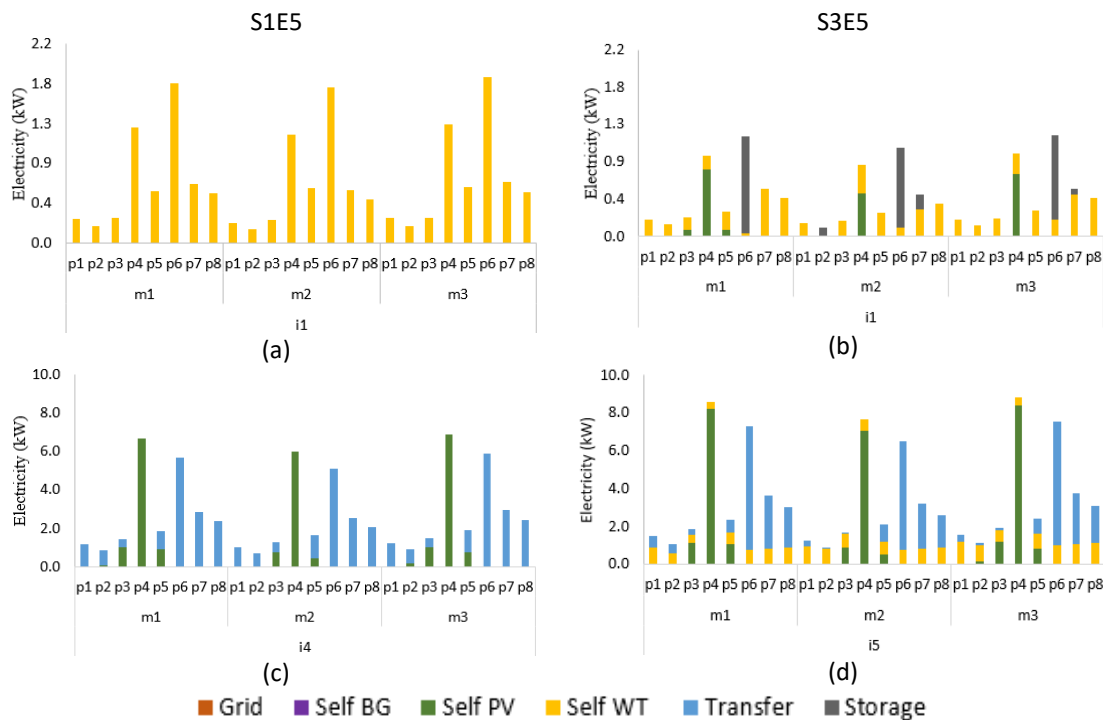 S1E5 S3E5
Electricity (kW)
2.2
1.8
1.3
0.9
0.4
0.0
p1 p2 p3 p4 p5 p6 p7 p8 p1 p2 p3 p4 p5 p6 p7 p8 p1 p2 p3 p4 p5 p6 p7 p8
m1 m2 m3
i1
(a)
Electricity (kW)
2.2
1.8
1.3
0.9
0.4
0.0
p1 p2 p3 p4 p5 p6 p7 p8 p1 p2 p3 p4 p5 p6 p7 p8 p1 p2 p3 p4 p5 p6 p7 p8
m1 m2 m3
i1
(b)
Electricity (kW)
10.0
8.0
6.0
4.0
2.0
0.0
p1 p2 p3 p4 p5 p6 p7 p8 p1 p2 p3 p4 p5 p6 p7 p8 p1 p2 p3 p4 p5 p6 p7 p8
m1 m2 m3
i4
(c)
Electricity (kW)
10.0
8.0
6.0
4.0
2.0
0.0
p1 p2 p3 p4 p5 p6 p7 p8 p1 p2 p3 p4 p5 p6 p7 p8 p1 p2 p3 p4 p5 p6 p7 p8
m1 m2 m3
i5
(d)
Grid Self BG Self PV Self WT Transfer Storage